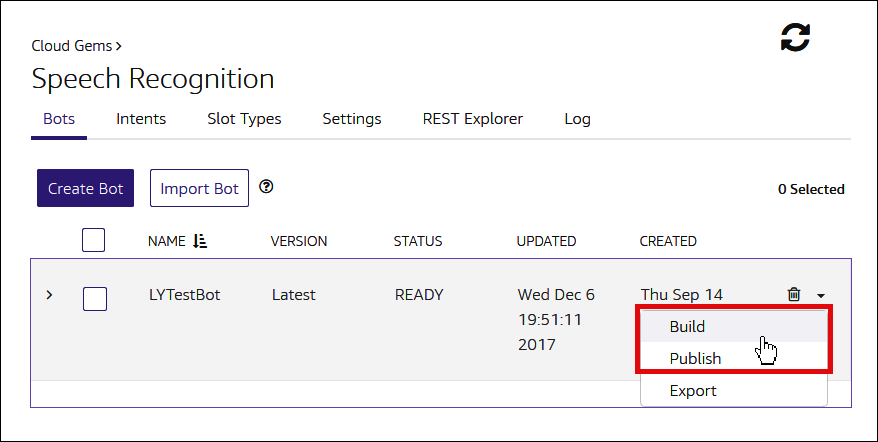 Cloud Gems >
Speech Recognition
Bots Intents Slot Types Settings REST Explorer Log
Create Bot Import Bot ? 0 Selected
NAME VERSION STATUS UPDATED CREATED
LYTestBot Latest READY Wed Dec 6 Thu Sep 14
19:51:11
2017
Build
Publish
Export